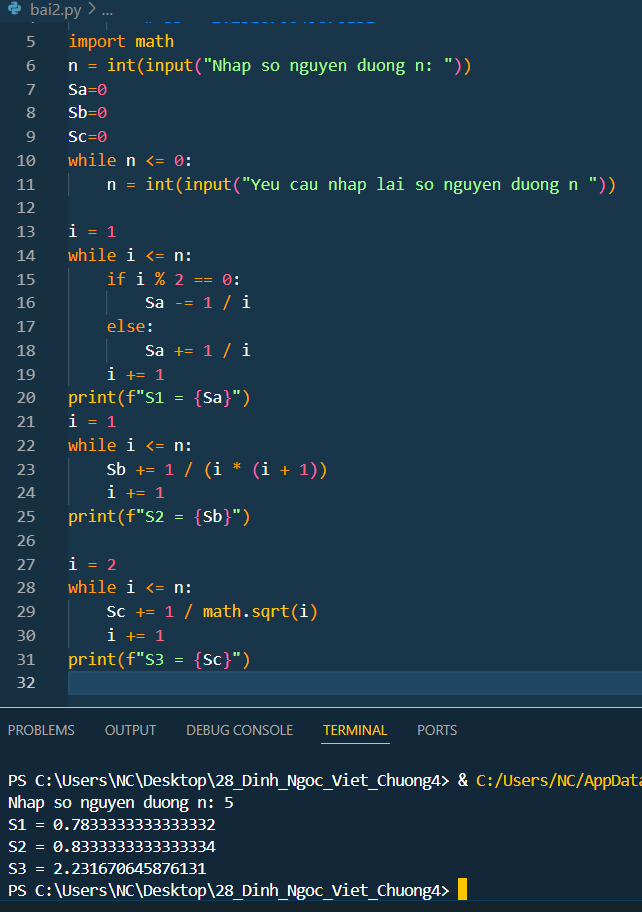 bai2.py > ...
5 import math
6 n = int(input("Nhap so nguyen duong n: "))
7 Sa=0
8 Sb=0
9 Sc=0
10 while n <= 0:
11     n = int(input("Yeu cau nhap lai so nguyen duong n "))
12
13 i = 1
14 while i <= n:
15     if i % 2 == 0:
16         Sa -= 1 / i
17     else:
18         Sa += 1 / i
19     i += 1
20 print(f"S1 = {Sa}")
21 i = 1
22 while i <= n:
23     Sb += 1 / (i * (i + 1))
24     i += 1
25 print(f"S2 = {Sb}")
26
27 i = 2
28 while i <= n:
29     Sc += 1 / math.sqrt(i)
30     i += 1
31 print(f"S3 = {Sc}")
32
PROBLEMS OUTPUT DEBUG CONSOLE TERMINAL PORTS
PS C:\Users\NC\Desktop\28_Dinh_Ngoc_Viet_Chuong4> & C:/Users/NC/AppData
Nhap so nguyen duong n: 5
S1 = 0.7833333333333332
S2 = 0.8333333333333334
S3 = 2.231670645876131
PS C:\Users\NC\Desktop\28_Dinh_Ngoc_Viet_Chuong4>